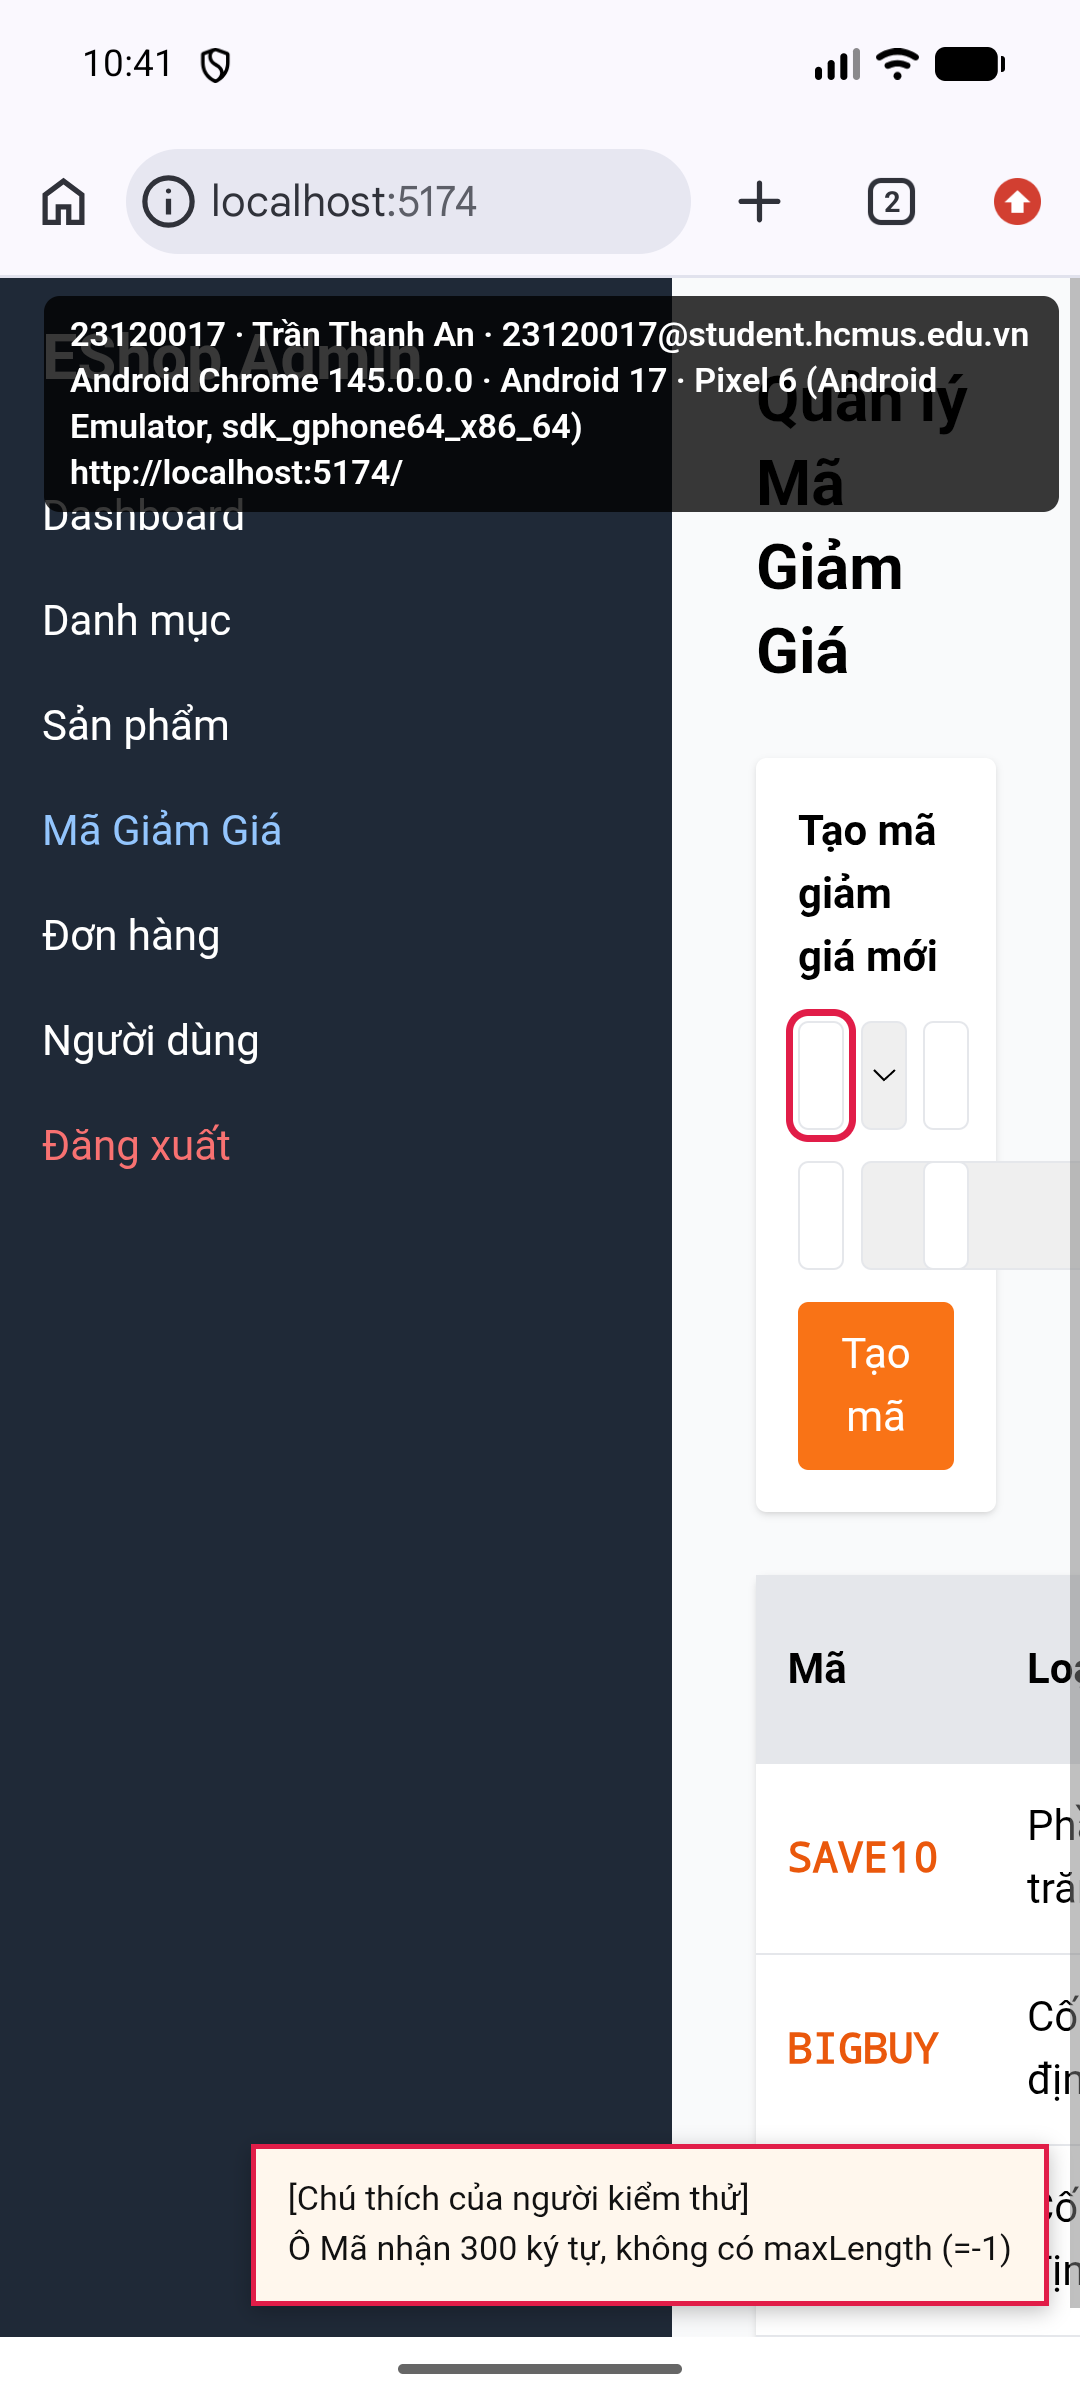 10:41
localhost:5174
2
23120017 · Trần Thanh An · 23120017@student.hcmus.edu.vn
Android Chrome 145.0.0.0 · Android 17 · Pixel 6 (Android
Emulator, sdk_gphone64_x86_64)
http://localhost:5174/
EShop Admin
Dashboard
Danh mục
Sản phẩm
Mã Giảm Giá
Đơn hàng
Người dùng
Đăng xuất
Quản lý
Mã
Giảm
Giá
Tạo mã
giảm
giá mới
Tạo
mã
Mã
SAVE10
BIGBUY
Cố
[Chú thích của người kiểm thử]
Ô Mã nhận 300 ký tự, không có maxLength (=-1)